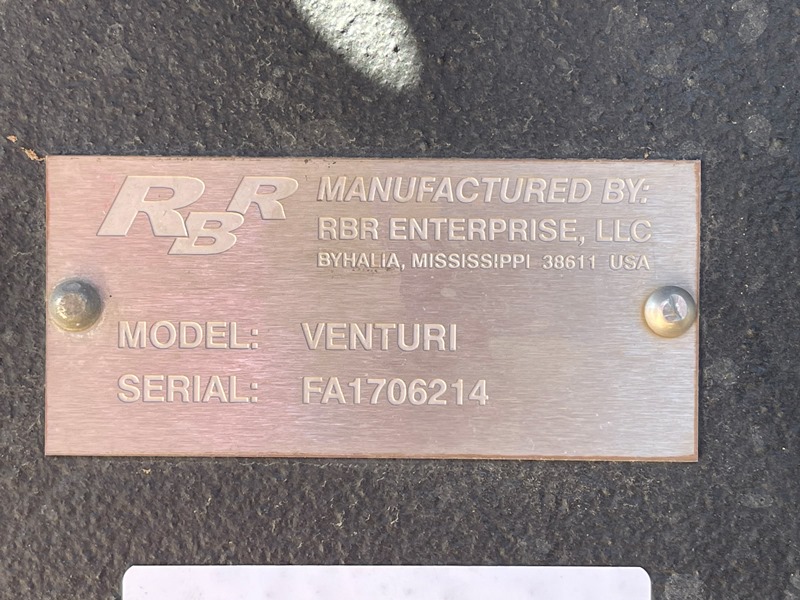 RBR
MANUFACTURED BY:
RBR ENTERPRISE, LLC
BYHALIA, MISSISSIPPI 38611 USA
MODEL: VENTURI
SERIAL: FA1706214